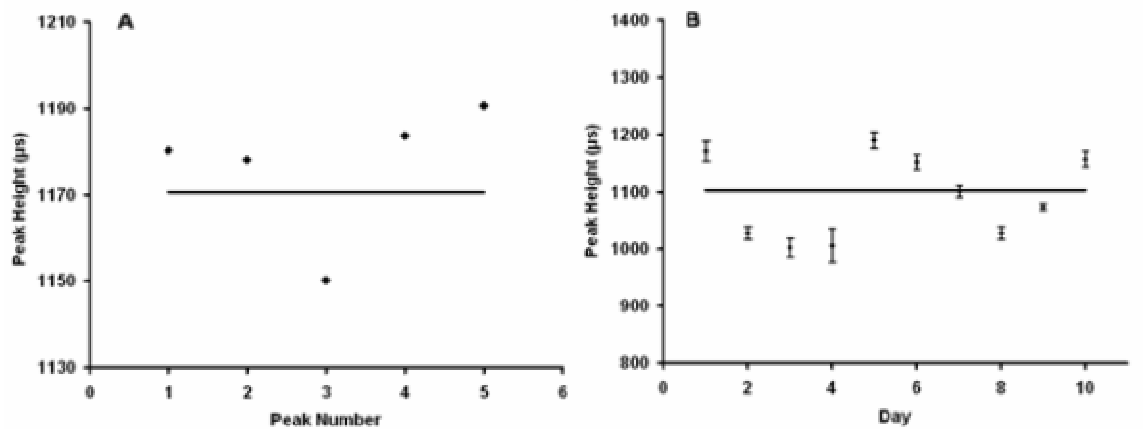 A
Peak Height (µs)
1210
1190
1170
1150
1130
0 1 2 3 4 5 6
Peak Number
B
Peak Height (µs)
1400
1300
1200
1100
1000
900
800
0 2 4 6 8 10
Day